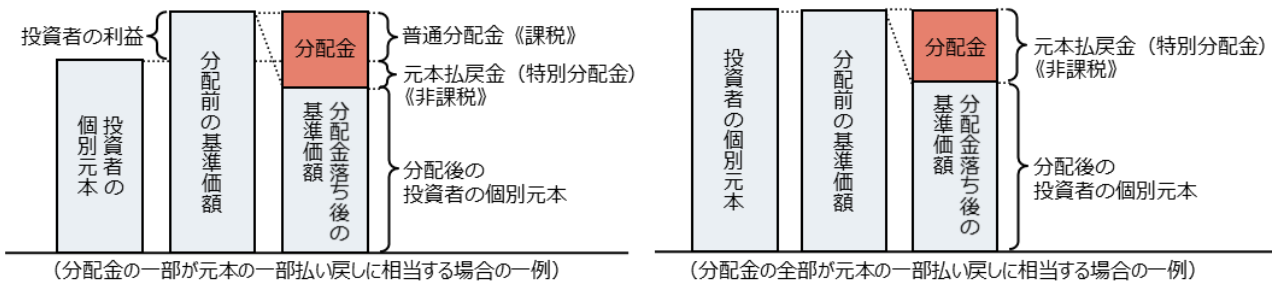 投資者の利益
投資者の
個別元本
分配前の基準価額
分配金
分配金落ち後の
基準価額
普通分配金《課税》
元本払戻金（特別分配金）
《非課税》
分配後の
投資者の個別元本
（分配金の一部が元本の一部払い戻しに相当する場合の一例）
投資者の個別元本
分配前の基準価額
分配金
分配金落ち後の
基準価額
元本払戻金（特別分配金）
《非課税》
分配後の
投資者の個別元本
（分配金の全部が元本の一部払い戻しに相当する場合の一例）